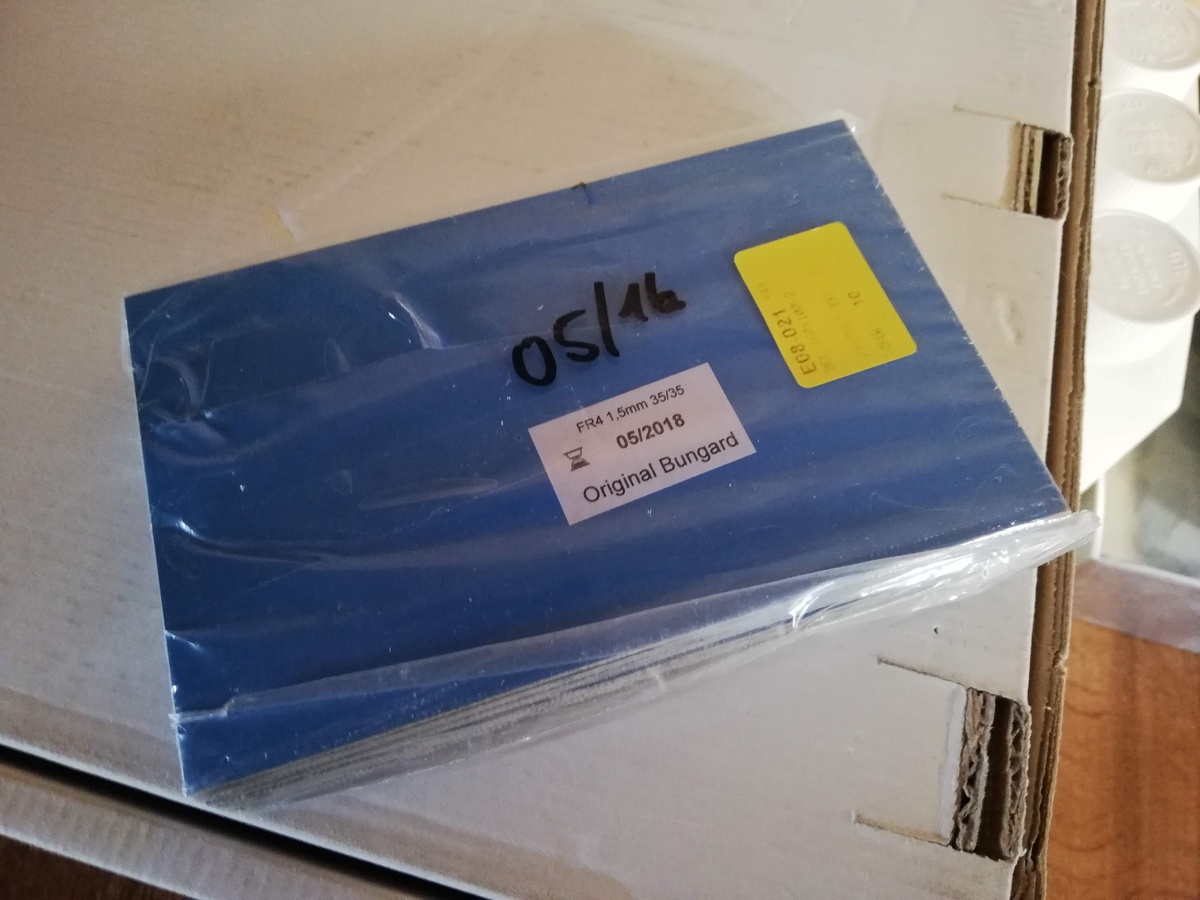 05/16
FR4 1,5mm 35/35
05/2018
Original Bungard
E08-021
10